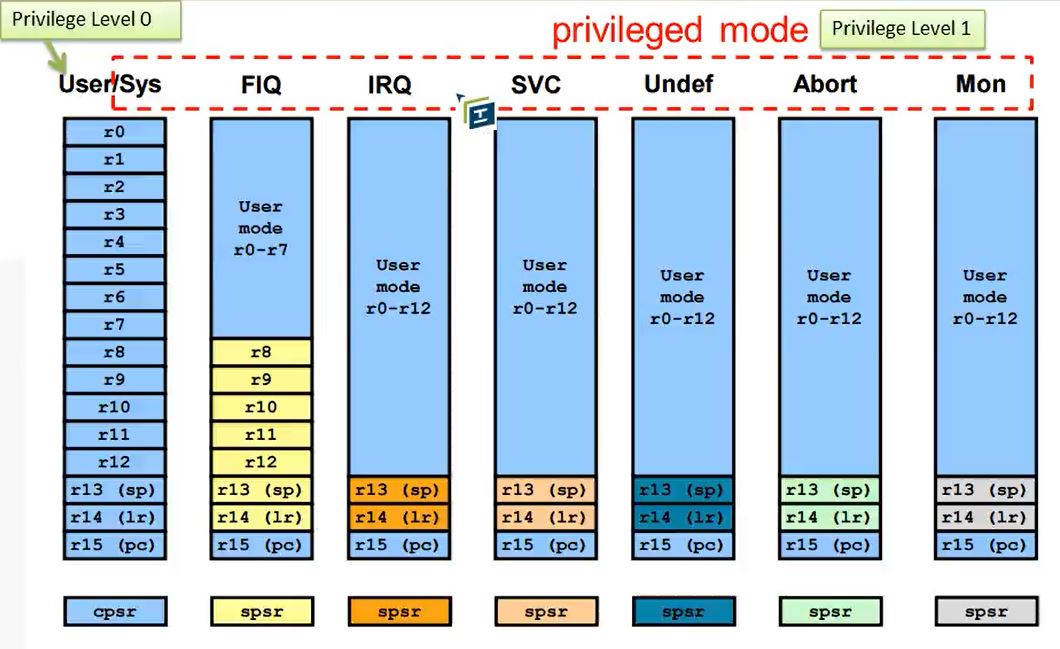 Privilege Level 0
privileged mode
Privilege Level 1
User/Sys
FIQ
IRQ
SVC
Undef
Abort
Mon
r0
r1
r2
r3
r4
r5
r6
r7
r8
r9
r10
r11
r12
r13 (sp)
r14 (lr)
r15 (pc)
cpsr
User
mode
r0-r7
r8
r9
r10
r11
r12
r13 (sp)
r14 (lr)
r15 (pc)
spsr
User
mode
r0-r12
r13 (sp)
r14 (lr)
r15 (pc)
spsr
User
mode
r0-r12
r13 (sp)
r14 (lr)
r15 (pc)
spsr
User
mode
r0-r12
r13 (sp)
r14 (lr)
r15 (pc)
spsr
User
mode
r0-r12
r13 (sp)
r14 (lr)
r15 (pc)
spsr
User
mode
r0-r12
r13 (sp)
r14 (lr)
r15 (pc)
spsr